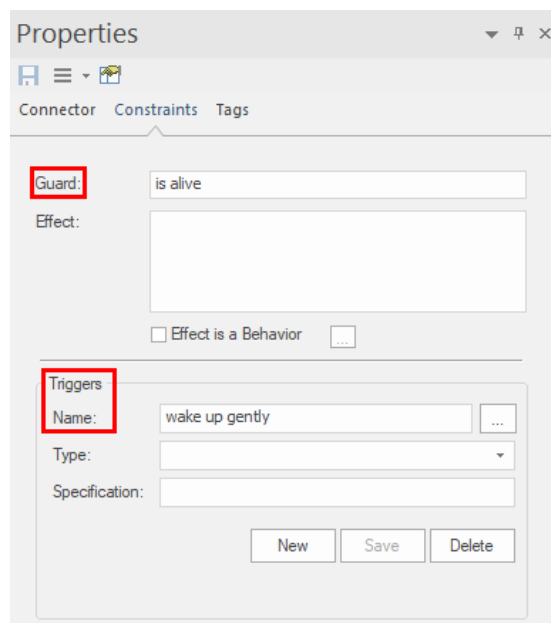 Properties
Connector Constraints Tags
Guard: is alive
Effect:
Effect is a Behavior ...
Triggers
Name: wake up gently ...
Type:
Specification:
New Save Delete